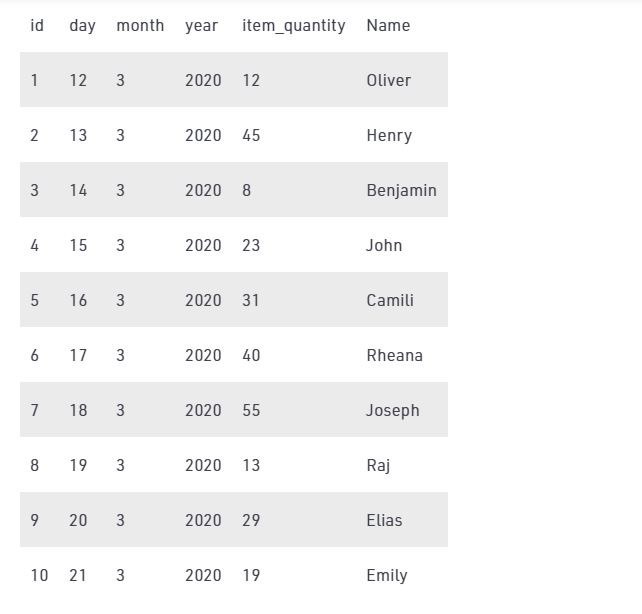 id day month year item_quantity Name
1 12 3 2020 12 Oliver
2 13 3 2020 45 Henry
3 14 3 2020 8 Benjamin
4 15 3 2020 23 John
5 16 3 2020 31 Camili
6 17 3 2020 40 Rheana
7 18 3 2020 55 Joseph
8 19 3 2020 13 Raj
9 20 3 2020 29 Elias
10 21 3 2020 19 Emily